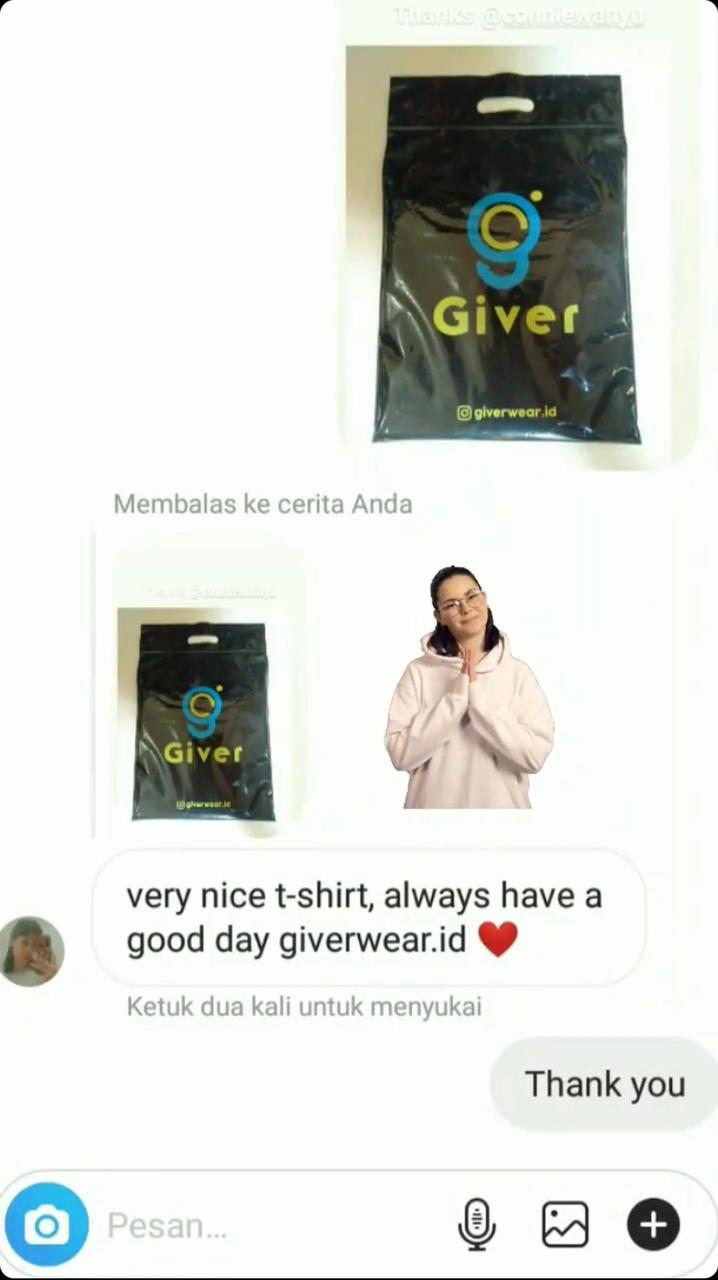 Thanks @conniewahyu
Giver
giverwear.id
Membalas ke cerita Anda
Giver
giverwear.id
very nice t-shirt, always have a
good day giverwear.id ❤️
Ketuk dua kali untuk menyukai
Thank you
Pesan...